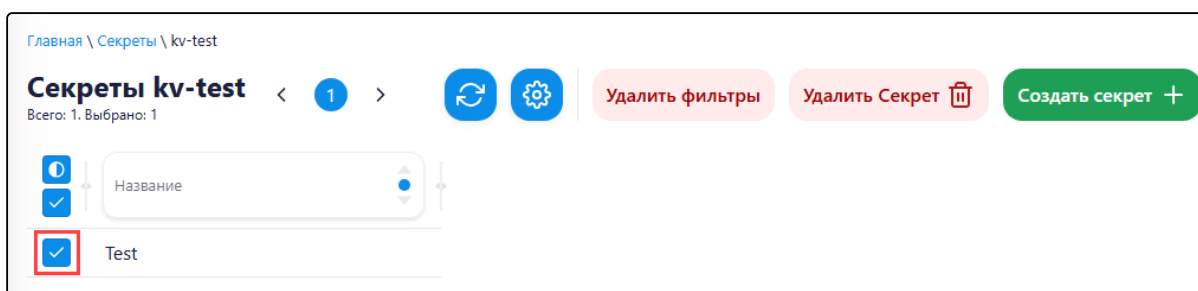 Главная \ Секреты \ kv-test
Секреты kv-test 1 Удалить фильтры Удалить Секрет Создать секрет
Всего: 1. Выбрано: 1
Название
Test